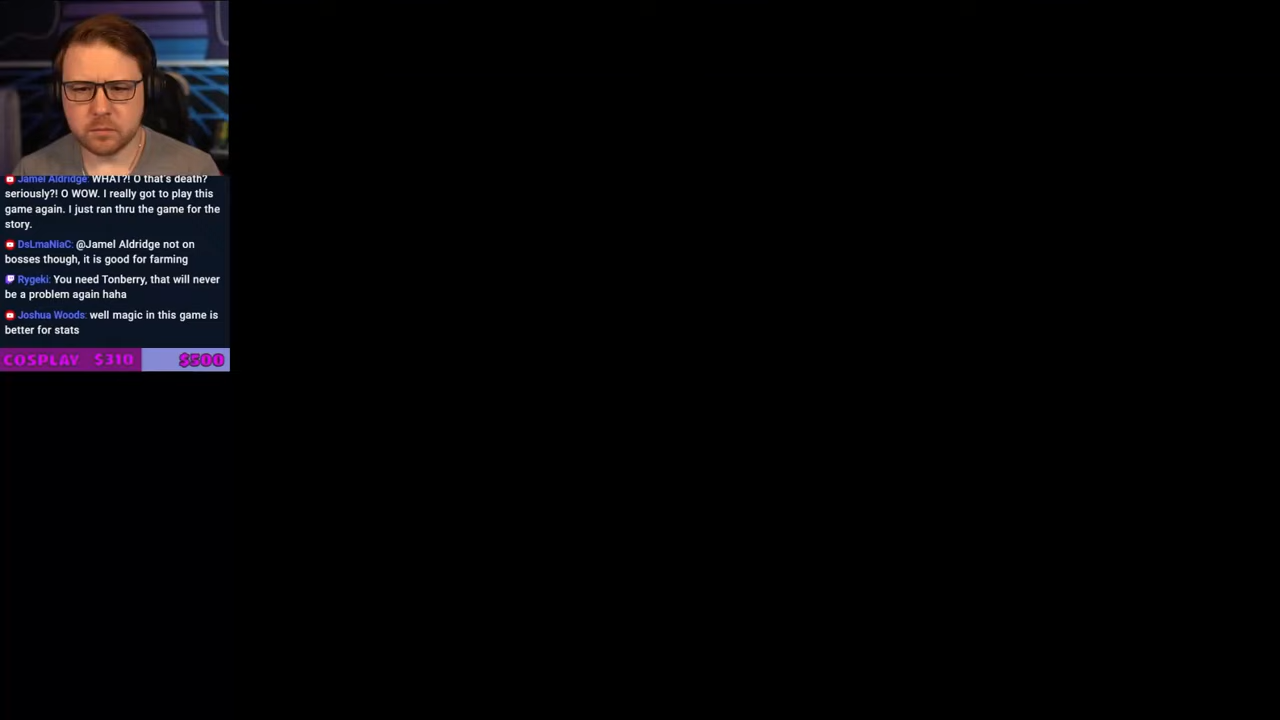 Jamel Aldridge: WHAT?! O that's death?
seriously?! O WOW. I really got to play this
game again. I just ran thru the game for the
story.
DsLmaNiaC: @Jamel Aldridge not on
bosses though, it is good for farming
Rygeki: You need Tonberry, that will never
be a problem again haha
Joshua Woods: well magic in this game is
better for stats
COSPLAY $310 $500